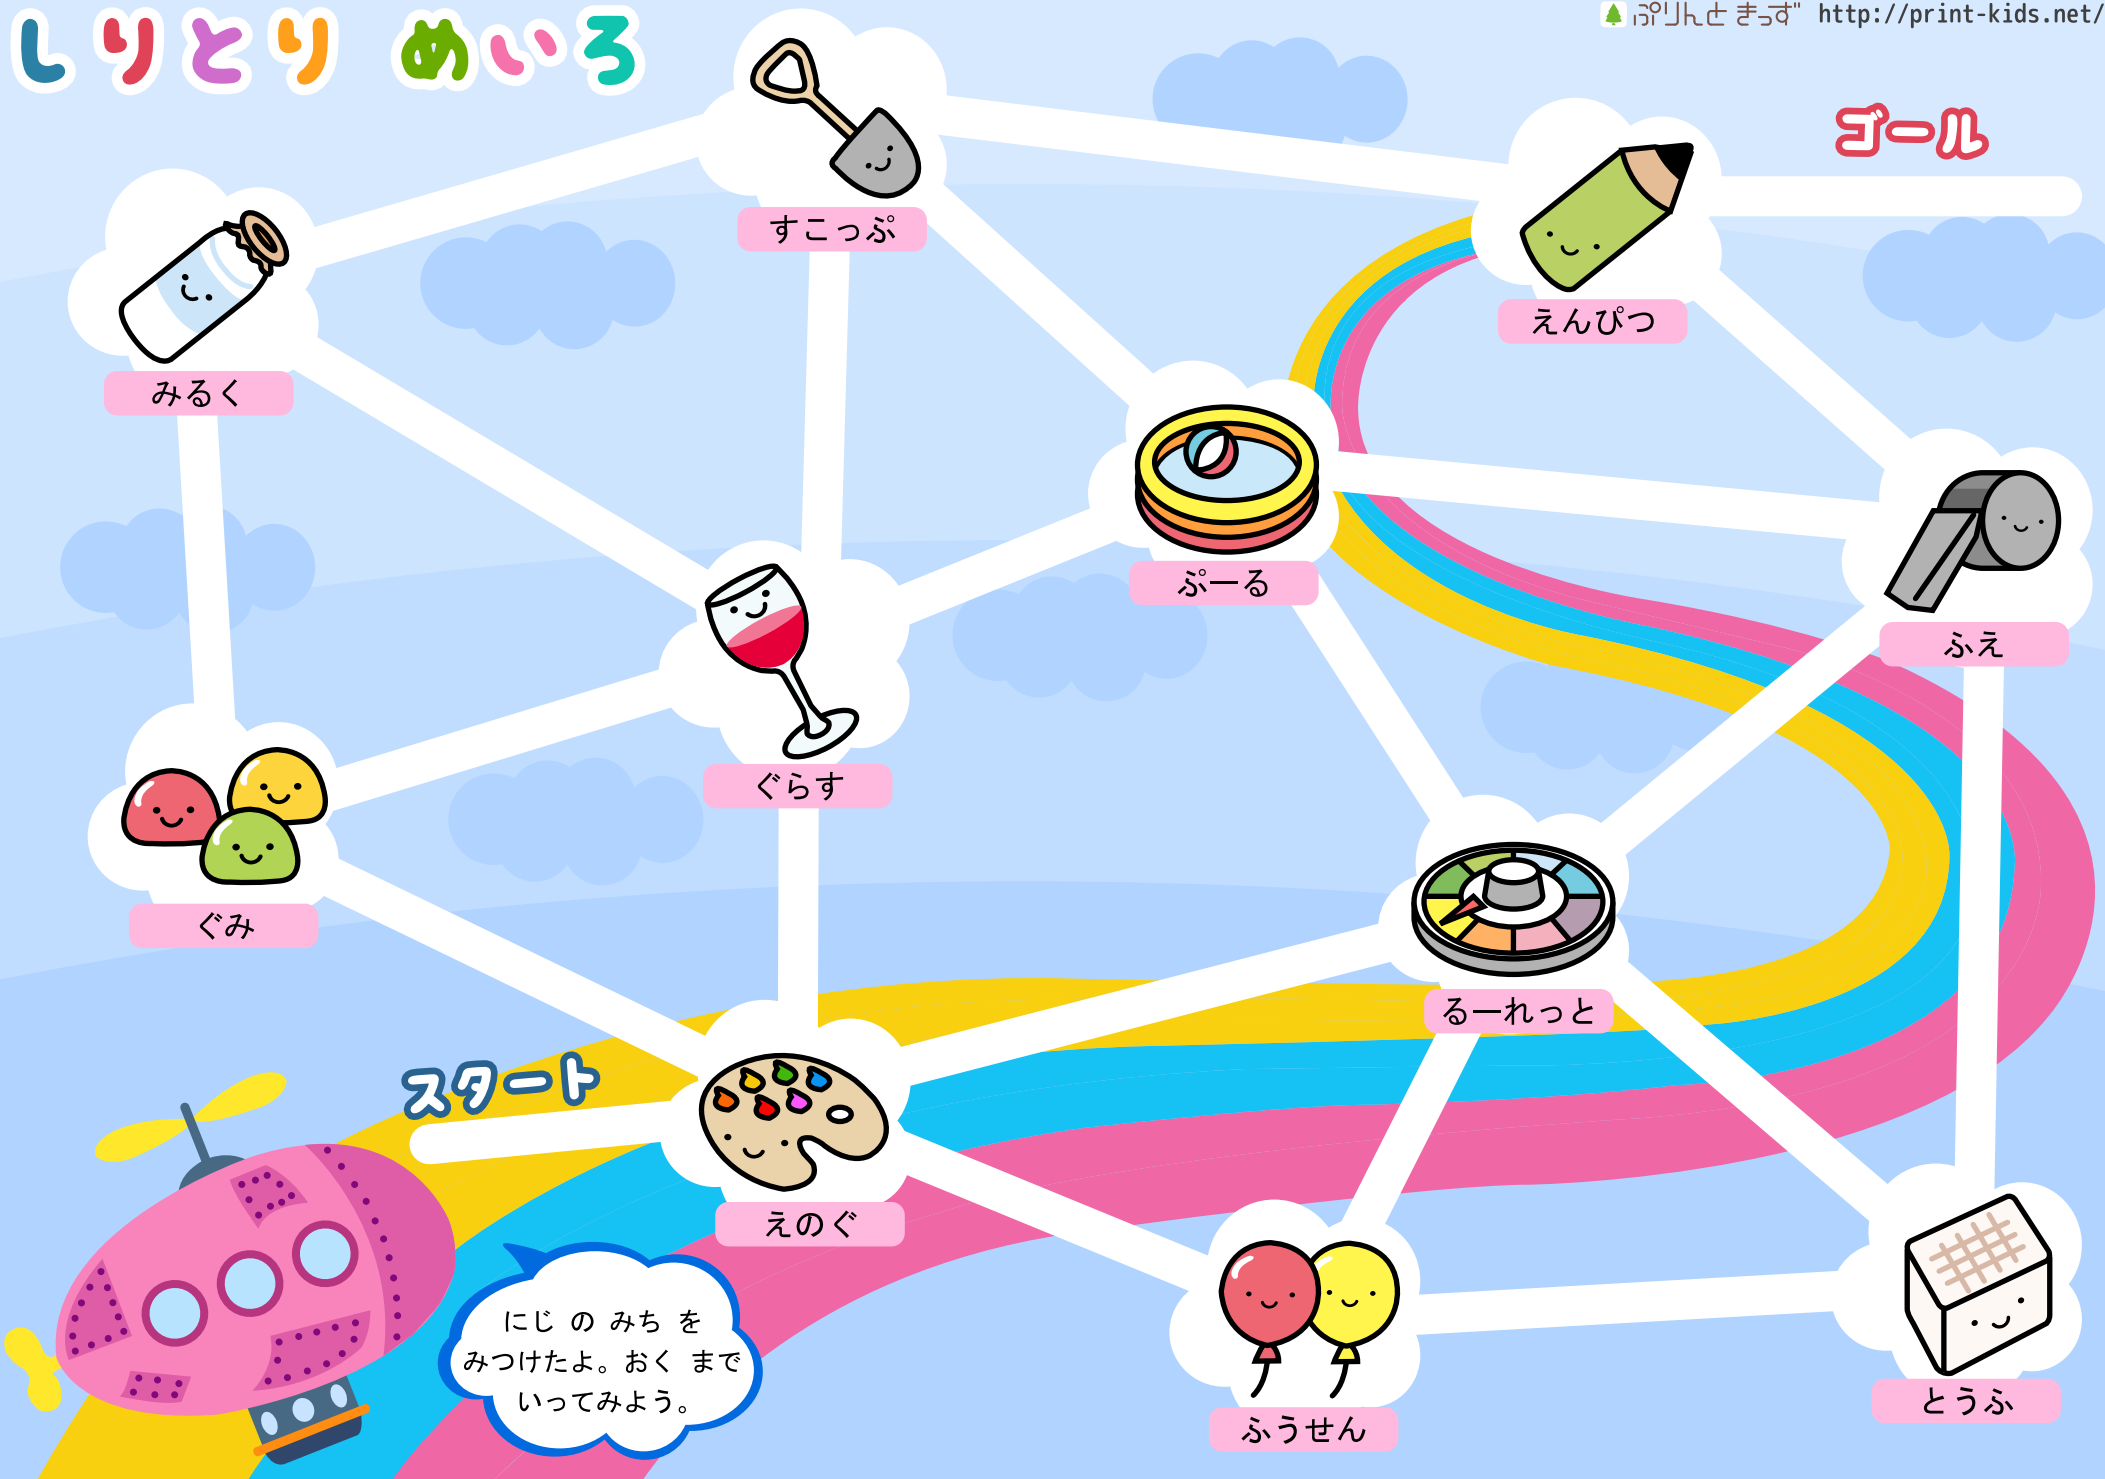 しりとり めいろ
ぷりんと きっず http://print-kids.net/
ゴール
すこっぷ
えんぴつ
みるく
ぷーる
ふえ
ぐらす
ぐみ
るーれっと
スタート
えのぐ
にじ の みち を
みつけたよ。おく まで
いってみよう。
とうふ
ふうせん